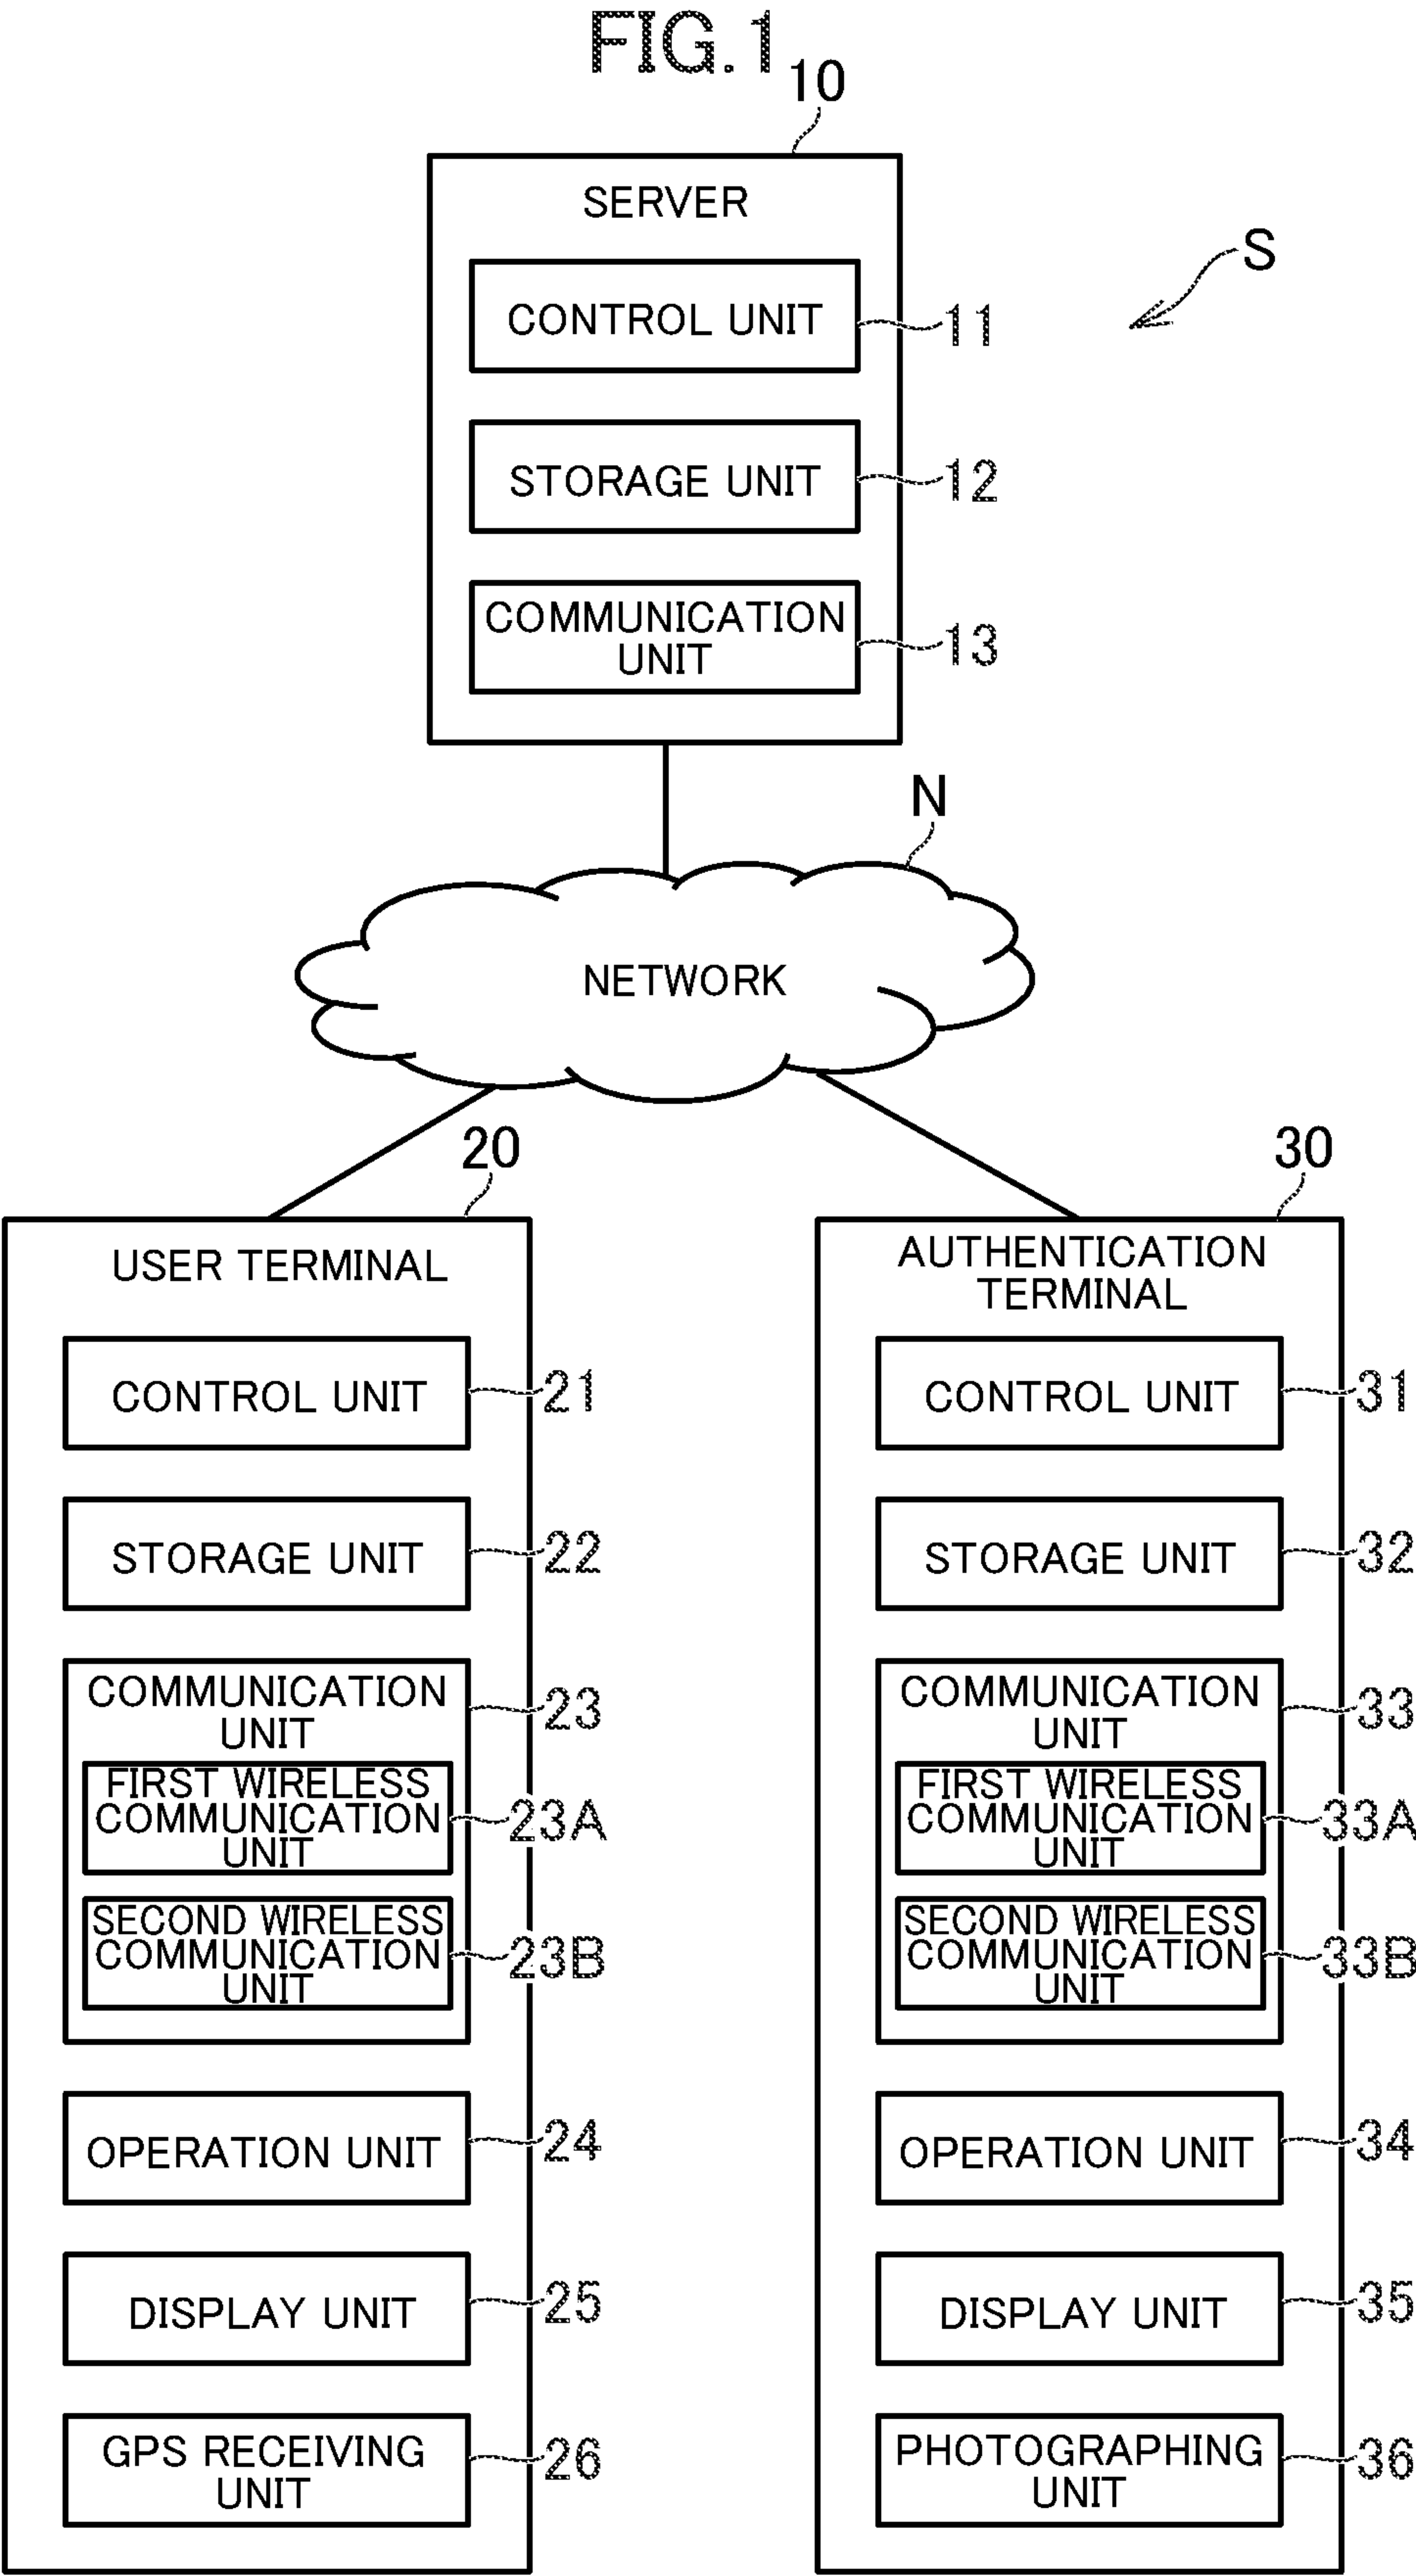 FIG.1
10
SERVER
S
CONTROL UNIT
11
STORAGE UNIT
12
COMMUNICATION
UNIT
13
N
NETWORK
20
USER TERMINAL
CONTROL UNIT
21
STORAGE UNIT
22
COMMUNICATION
UNIT
23
FIRST WIRELESS
COMMUNICATION
UNIT
23A
SECOND WIRELESS
COMMUNICATION
UNIT
23B
OPERATION UNIT
24
DISPLAY UNIT
25
GPS RECEIVING
UNIT
26
30
AUTHENTICATION
TERMINAL
CONTROL UNIT
31
STORAGE UNIT
32
COMMUNICATION
UNIT
33
FIRST WIRELESS
COMMUNICATION
UNIT
33A
SECOND WIRELESS
COMMUNICATION
UNIT
33B
OPERATION UNIT
34
DISPLAY UNIT
35
PHOTOGRAPHING
UNIT
36